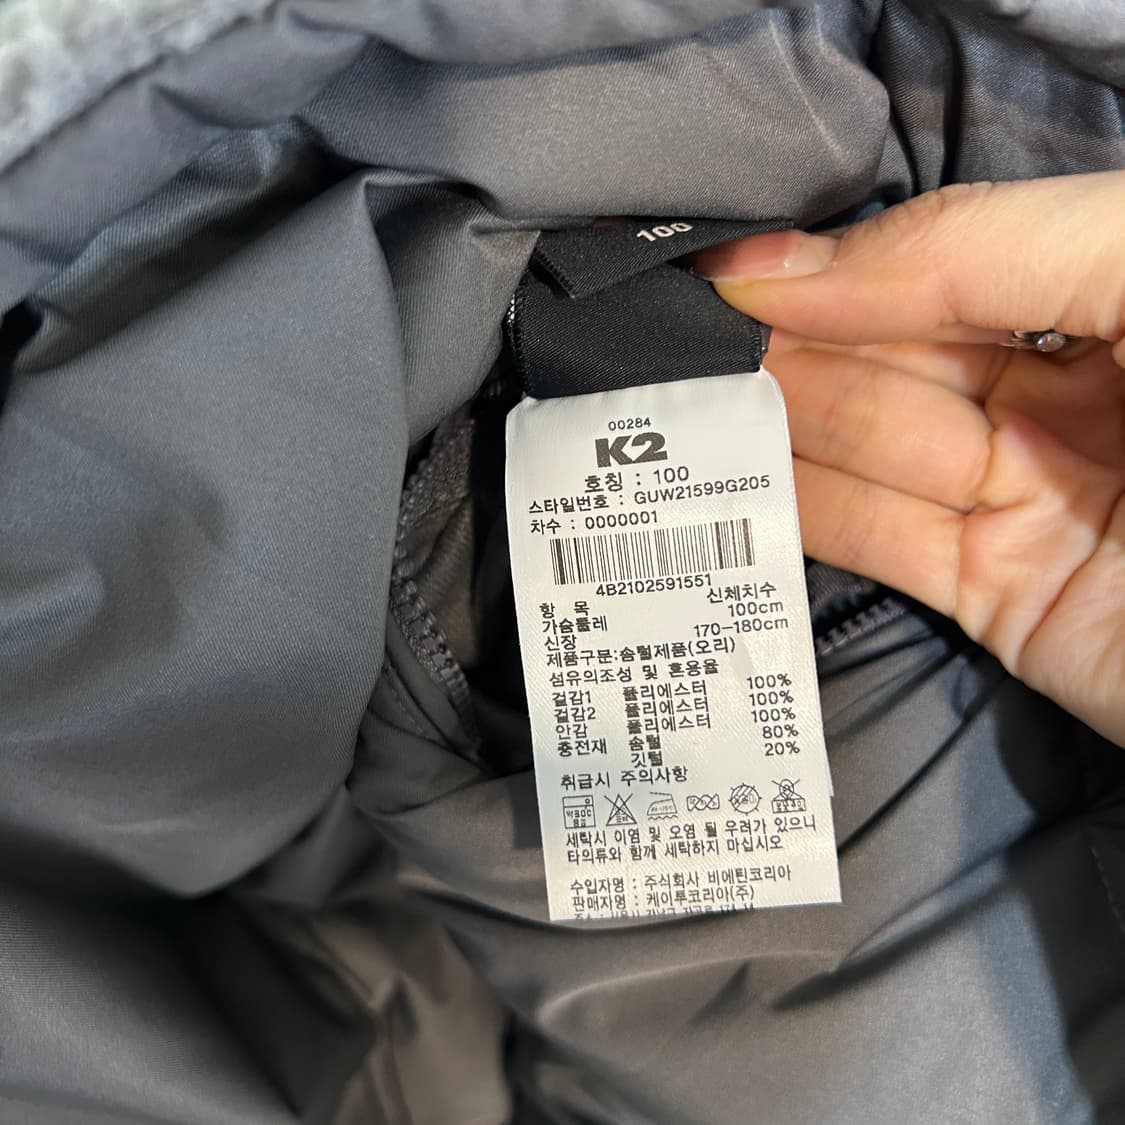 100
00284
K2
호칭 : 100
스타일번호 : GUW21599G205
차수 : 0000001
4B2102591551
항 목 신체치수
가슴둘레 100cm
신장 170-180cm
제품구분:솜털제품(오리)
섬유의조성 및 혼용율
겉감1 폴리에스터 100%
겉감2 폴리에스터 100%
안감 폴리에스터 100%
충전재 솜털 80%
깃털 20%
취급시 주의사항
약30℃
세탁시 이염 및 오염 될 우려가 있으니
타의류와 함께 세탁하지 마십시오
수입자명 : 주식회사 비에틴코리아
판매자명 : 케이투코리아(주)